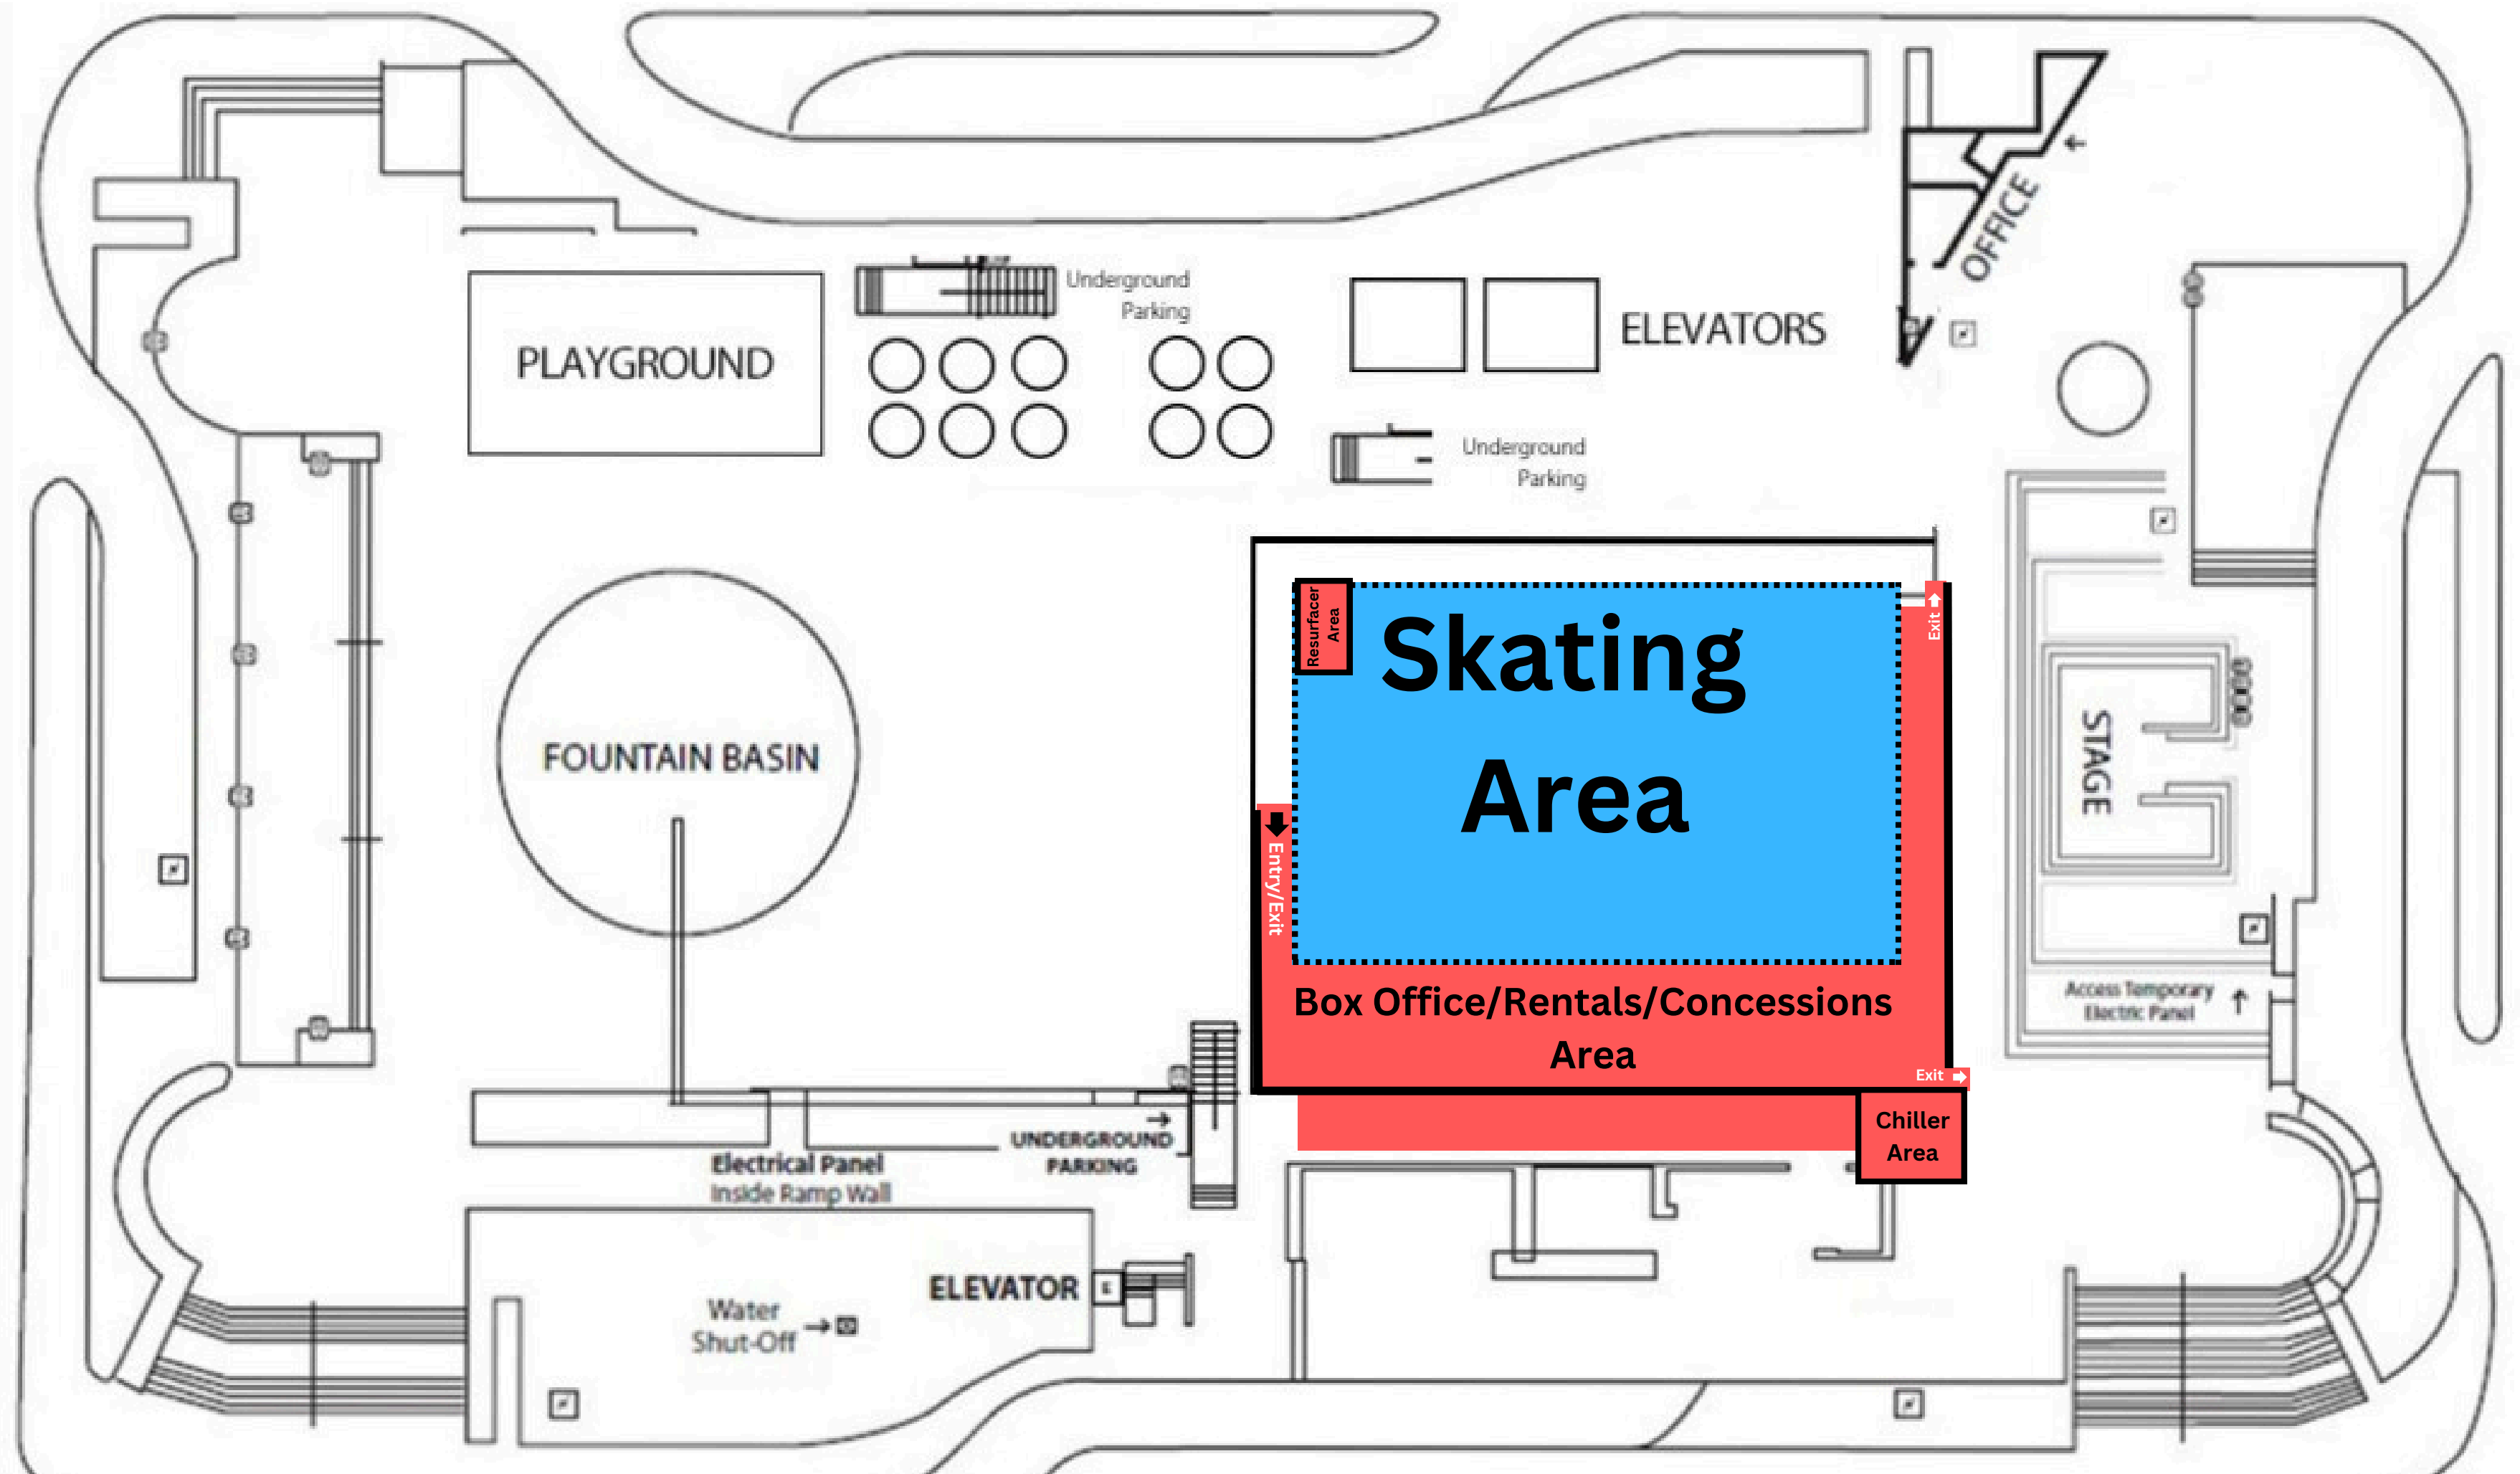 OFFICE
Underground
Parking
PLAYGROUND
ELEVATORS
Underground
Parking
Resurfacer
Area
Skating
Area
Exit
FOUNTAIN BASIN
STAGE
Entry/Exit
Box Office/Rentals/Concessions
Area
Access Temporary
Electric Panel
Exit
Chiller
Area
UNDERGROUND
PARKING
Electrical Panel
Inside Ramp Wall
ELEVATOR
E
Water
Shut-Off